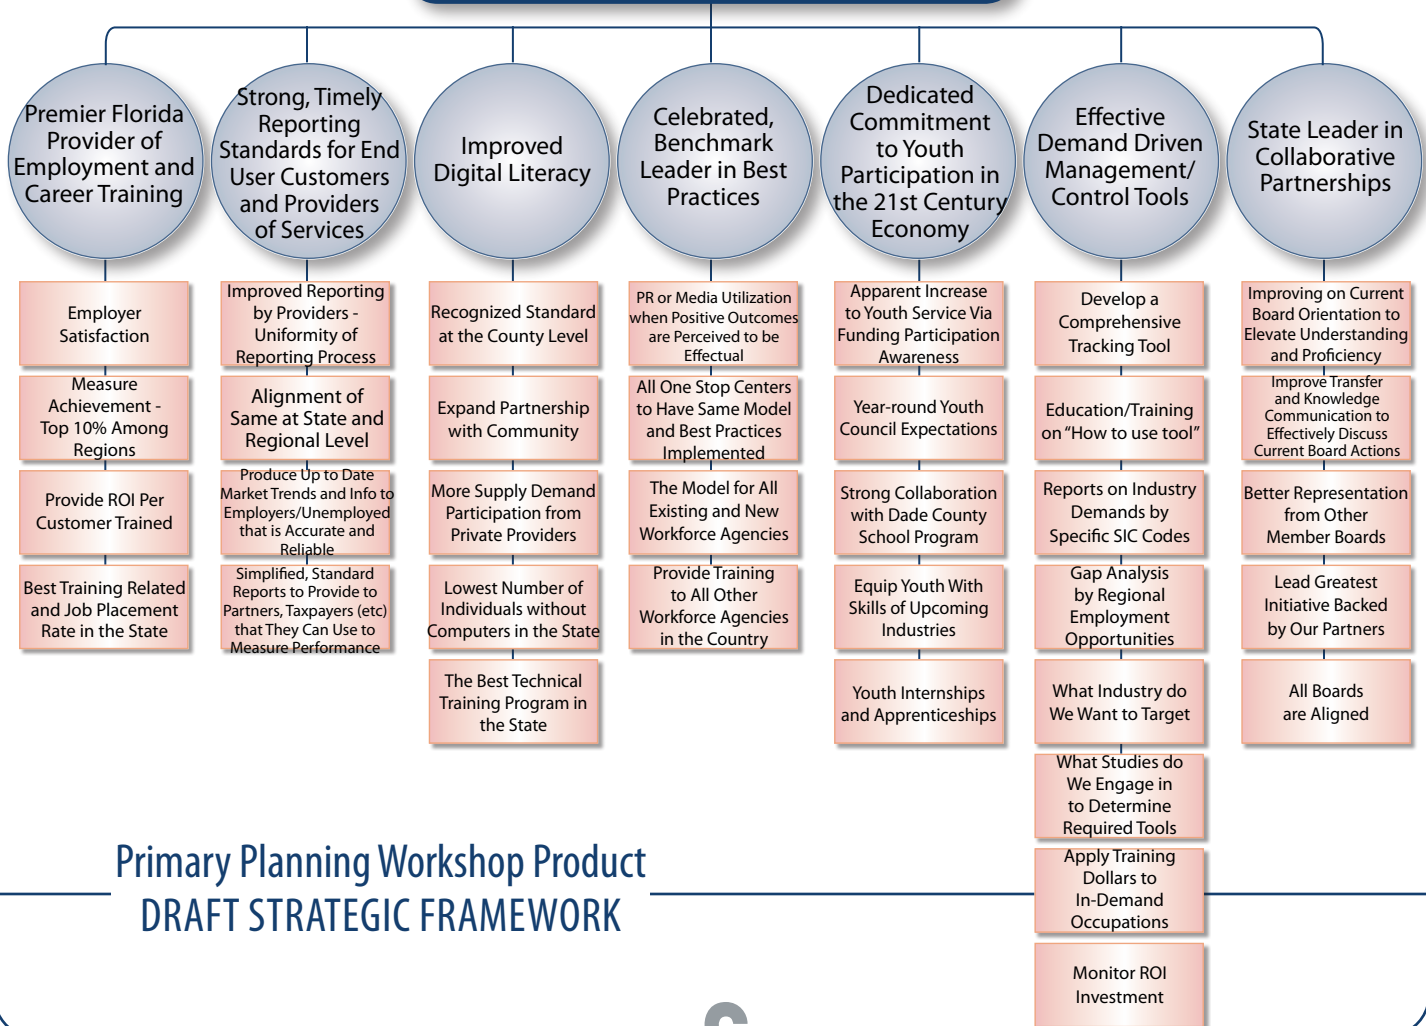 Premier Florida
Provider of
Employment and
Career Training
Strong, Timely
Reporting
Standards for End
User Customers
and Providers
of Services
Improved
Digital Literacy
Celebrated,
Benchmark
Leader in Best
Practices
Dedicated
Commitment
to Youth
Participation in
the 21st Century
Economy
Effective
Demand Driven
Management/
Control Tools
State Leader in
Collaborative
Partnerships
Employer
Satisfaction
Measure
Achievement -
Top 10% Among
Regions
Provide ROI Per
Customer Trained
Best Training Related
and Job Placement
Rate in the State
Improved Reporting
by Providers -
Uniformity of
Reporting Process
Alignment of
Same at State and
Regional Level
Produce Up to Date
Market Trends and Info to
Employers/Unemployed
that is Accurate and
Reliable
Simplified, Standard
Reports to Provide to
Partners, Taxpayers (etc)
that They Can Use to
Measure Performance
Recognized Standard
at the County Level
Expand Partnership
with Community
More Supply Demand
Participation from
Private Providers
Lowest Number of
Individuals without
Computers in the State
The Best Technical
Training Program in
the State
PR or Media Utilization
when Positive Outcomes
are Perceived to be
Effectual
All One Stop Centers
to Have Same Model
and Best Practices
Implemented
The Model for All
Existing and New
Workforce Agencies
Provide Training
to All Other
Workforce Agencies
in the Country
Apparent Increase
to Youth Service Via
Funding Participation
Awareness
Year-round Youth
Council Expectations
Strong Collaboration
with Dade County
School Program
Equip Youth With
Skills of Upcoming
Industries
Youth Internships
and Apprenticeships
Develop a
Comprehensive
Tracking Tool
Education/Training
on “How to use tool”
Reports on Industry
Demands by
Specific SIC Codes
Gap Analysis
by Regional
Employment
Opportunities
What Industry do
We Want to Target
What Studies do
We Engage in
to Determine
Required Tools
Apply Training
Dollars to
In-Demand
Occupations
Monitor ROI
Investment
Improving on Current
Board Orientation to
Elevate Understanding
and Proficiency
Improve Transfer
and Knowledge
Communication to
Effectively Discuss
Current Board Actions
Better Representation
from Other
Member Boards
Lead Greatest
Initiative Backed
by Our Partners
All Boards
are Aligned
Primary Planning Workshop Product
DRAFT STRATEGIC FRAMEWORK